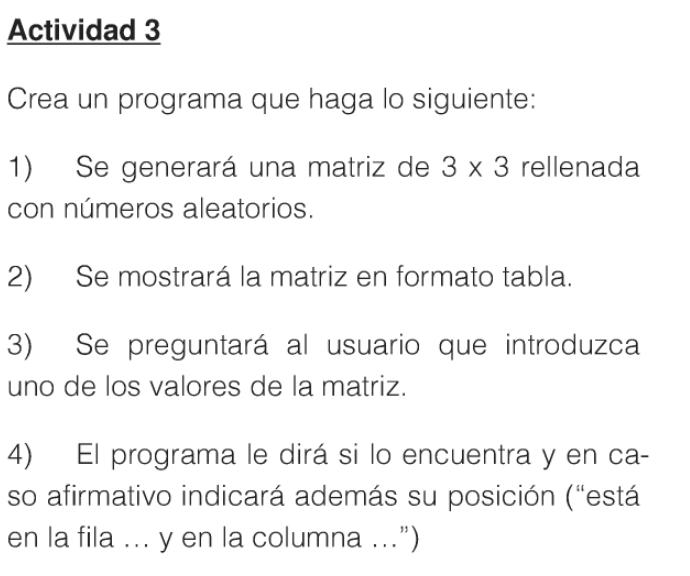 Actividad 3
Crea un programa que haga lo siguiente:
1) Se generará una matriz de 3 x 3 rellenada
con números aleatorios.
2) Se mostrará la matriz en formato tabla.
3) Se preguntará al usuario que introduzca
uno de los valores de la matriz.
4) El programa le dirá si lo encuentra y en ca-
so afirmativo indicará además su posición (“está
en la fila ... y en la columna ...”)